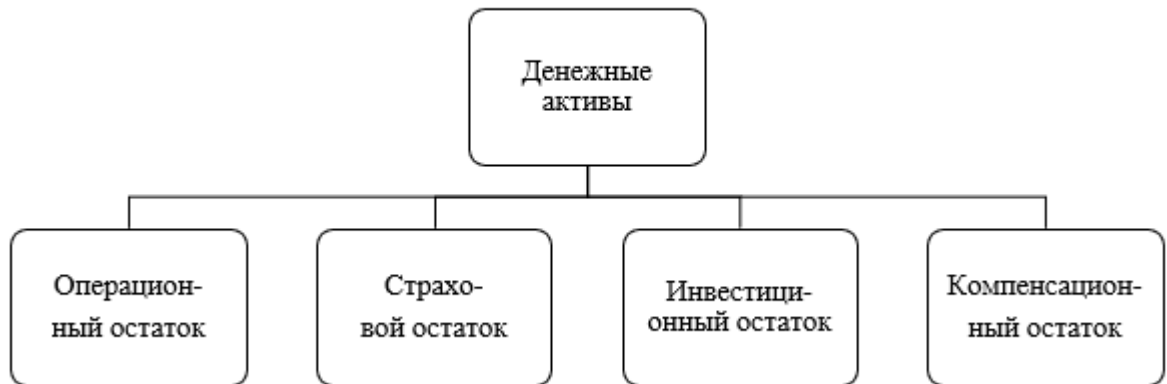 Денежные
активы
Операцион-
ный остаток
Страхо-
вой остаток
Инвестици-
онный остаток
Компенсацион-
ный остаток